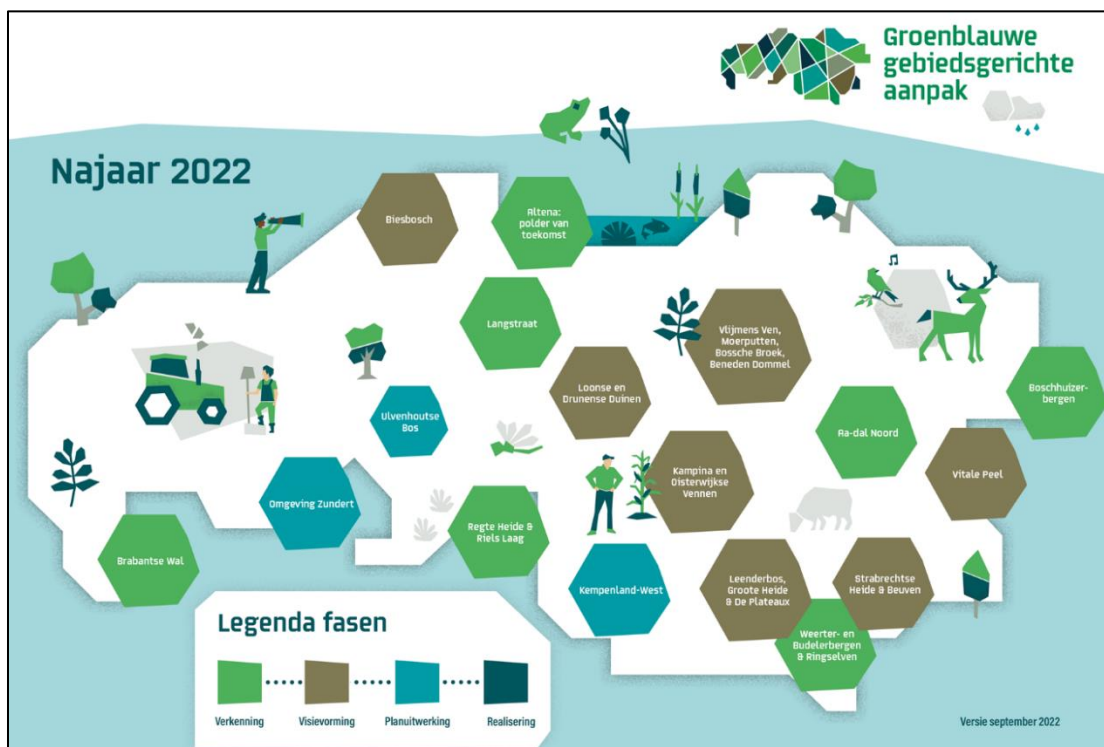 Groenblauwe
gebiedsgerichte
aanpak
Najaar 2022
Biesbosch
Altena:
polder van
toekomst
Langstraat
Vlijmens Ven,
Moerputten,
Bossche Broek,
Beneden Dommel
Loonse en
Drunense Duinen
Boschhuizer-
bergen
Ulvenhoutse
Bos
Aa-dal Noord
Kampina en
Oisterwijkse
Vennen
Vitale Peel
Omgeving Zundert
Regte Heide &
Riels Laag
Brabantse Wal
Kempenland-West
Leenderbos,
Groote Heide
& De Plateaux
Strabrechtse
Heide & Beuven
Weerter- en
Budelerbergen
& Ringselven
Legenda fasen
Verkenning
Visievorming
Planuitwerking
Realisering
Versie september 2022